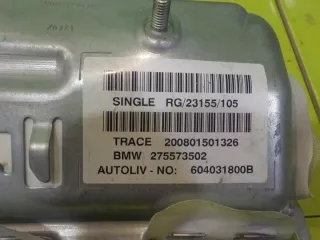 SINGLE RG/23155/105
TRACE 200801501326
BMW 275573502
AUTOLIV - NO: 604031800B